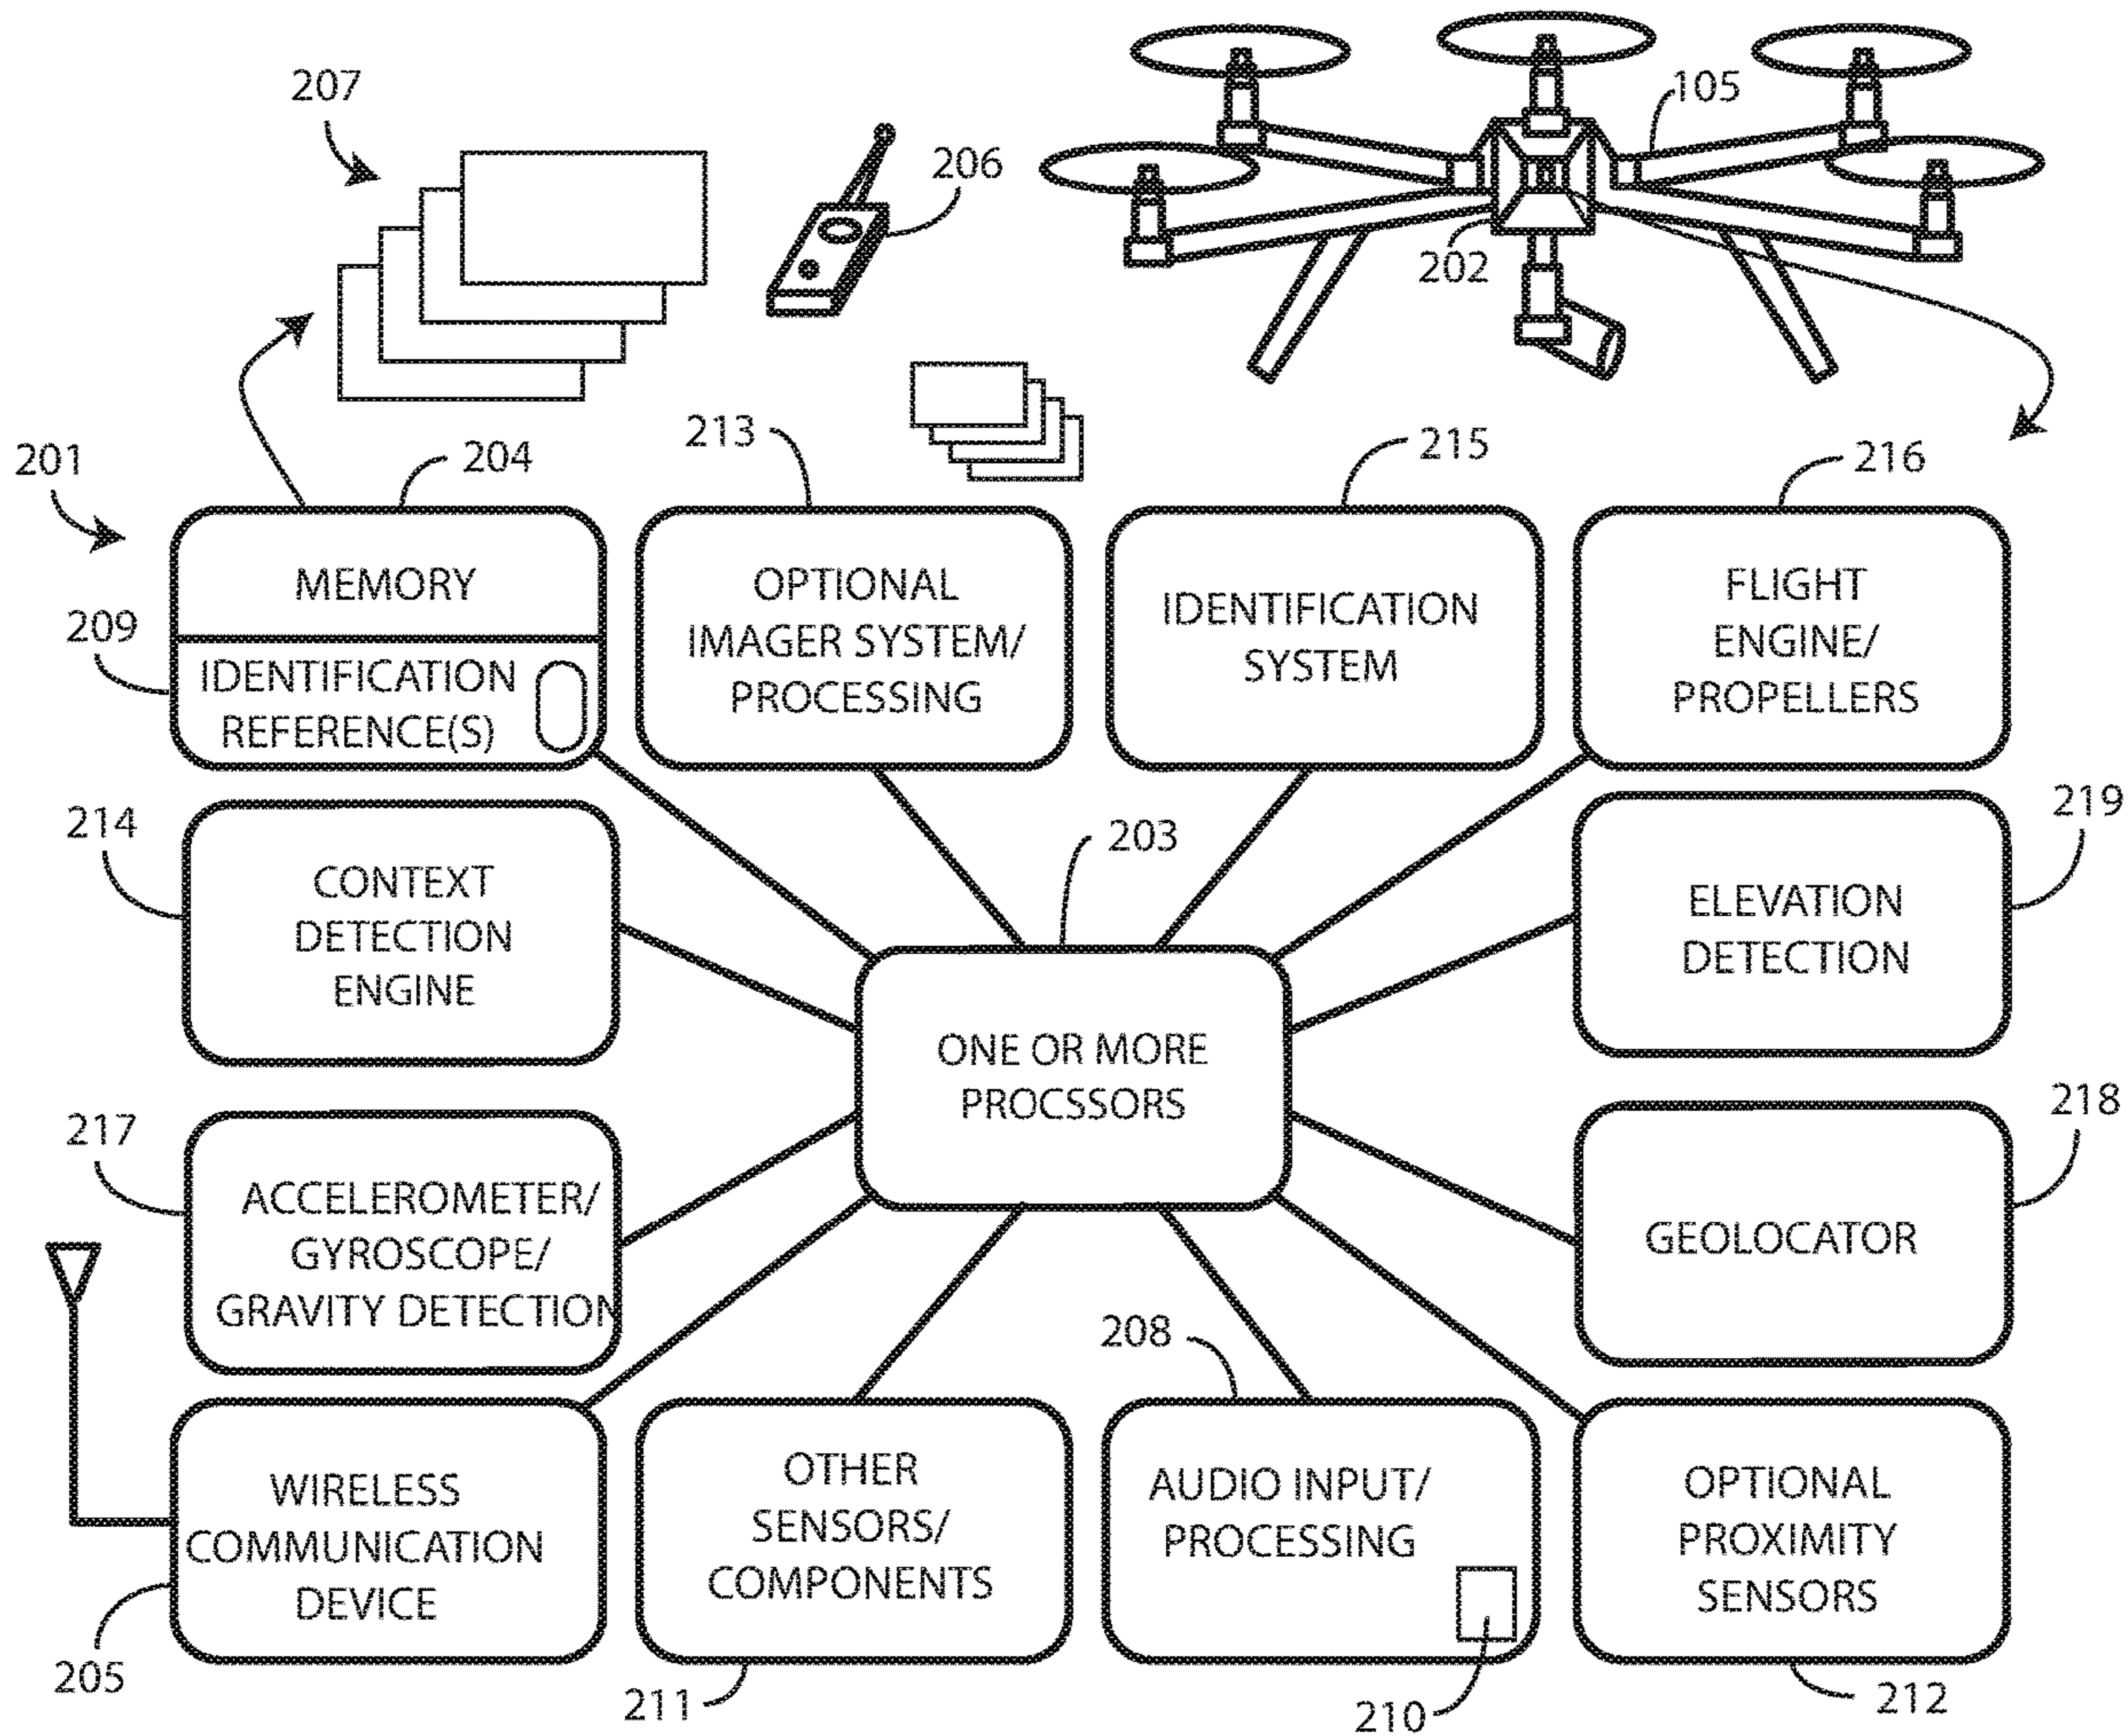 207
206
105
202
201
204
213
215
216
MEMORY
209
IDENTIFICATION
REFERENCE(S)
OPTIONAL
IMAGER SYSTEM/
PROCESSING
IDENTIFICATION
SYSTEM
FLIGHT
ENGINE/
PROPELLERS
214
CONTEXT
DETECTION
ENGINE
203
ONE OR MORE
PROCSSORS
219
ELEVATION
DETECTION
217
ACCELEROMETER/
GYROSCOPE/
GRAVITY DETECTION
218
GEOLOCATOR
208
WIRELESS
COMMUNICATION
DEVICE
205
OTHER
SENSORS/
COMPONENTS
211
AUDIO INPUT/
PROCESSING
210
OPTIONAL
PROXIMITY
SENSORS
212